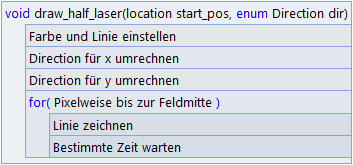 void draw_half_laser(location start_pos, enum Direction dir)
Farbe und Linie einstellen
Direction für x umrechnen
Direction für y umrechnen
for( Pixelweise bis zur Feldmitte )
Linie zeichnen
Bestimmte Zeit warten